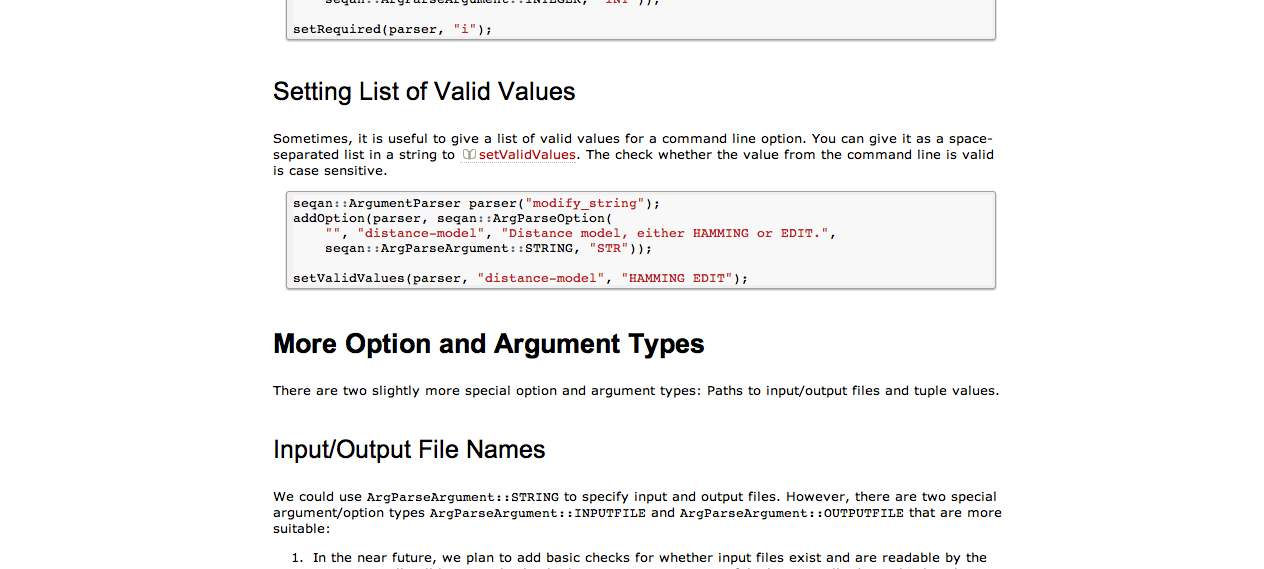 setRequired(parser, "i");
Setting List of Valid Values
Sometimes, it is useful to give a list of valid values for a command line option. You can give it as a space-
separated list in a string to setValidValues. The check whether the value from the command line is valid
is case sensitive.
seqan::ArgumentParser parser("modify_string");
addOption(parser, seqan::ArgParseOption(
    "", "distance-model", "Distance model, either HAMMING or EDIT.",
    seqan::ArgParseArgument::STRING, "STR"));
setValidValues(parser, "distance-model", "HAMMING EDIT");
More Option and Argument Types
There are two slightly more special option and argument types: Paths to input/output files and tuple values.
Input/Output File Names
We could use ArgParseArgument::STRING to specify input and output files. However, there are two special
argument/option types ArgParseArgument::INPUTFILE and ArgParseArgument::OUTPUTFILE that are more
suitable:
1. In the near future, we plan to add basic checks for whether input files exist and are readable by the